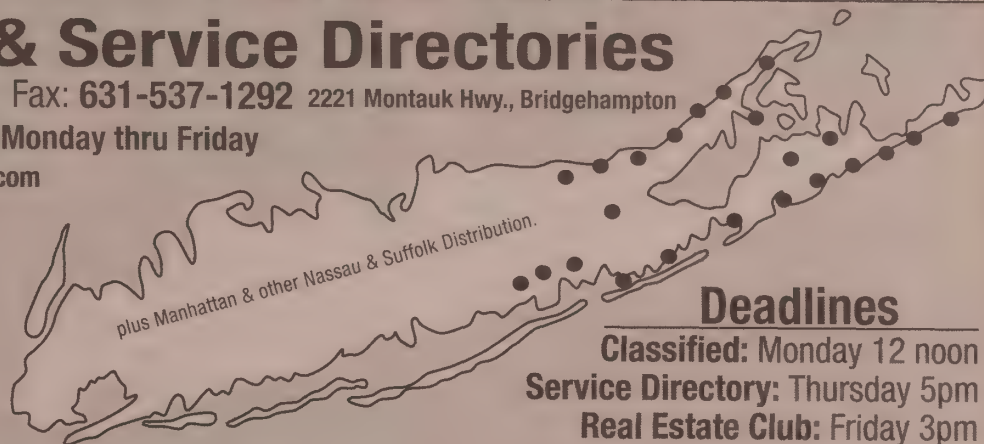 & Service Directories
Fax: 631-537-1292 2221 Montauk Hwy., Bridgehampton
Monday thru Friday
com
plus Manhattan & other Nassau & Suffolk Distribution.
Deadlines
Classified: Monday 12 noon
Service Directory: Thursday 5pm
Real Estate Club: Friday 3pm